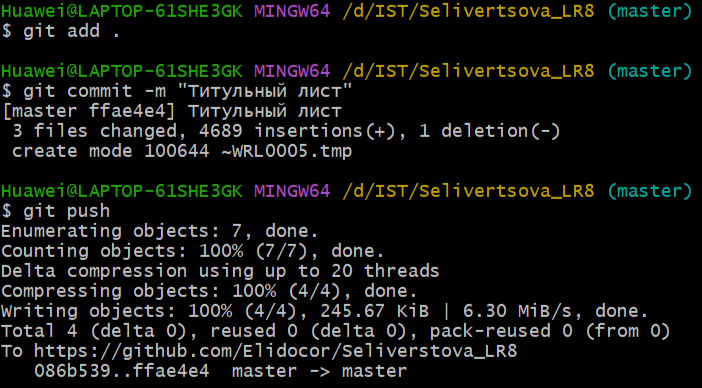 Huawei@LAPTOP-61SHE3GK MINGW64 /d/IST/Selivertsova_LR8 (master)
$ git add .
Huawei@LAPTOP-61SHE3GK MINGW64 /d/IST/Selivertsova_LR8 (master)
$ git commit -m "Титульный лист"
[master ffae4e4] Титульный лист
 3 files changed, 4689 insertions(+), 1 deletion(-)
 create mode 100644 ~WRL0005.tmp
Huawei@LAPTOP-61SHE3GK MINGW64 /d/IST/Selivertsova_LR8 (master)
$ git push
Enumerating objects: 7, done.
Counting objects: 100% (7/7), done.
Delta compression using up to 20 threads
Compressing objects: 100% (4/4), done.
Writing objects: 100% (4/4), 245.67 KiB | 6.30 MiB/s, done.
Total 4 (delta 0), reused 0 (delta 0), pack-reused 0 (from 0)
To https://github.com/Elidocor/Seliverstova_LR8
   086b539..ffae4e4  master -> master